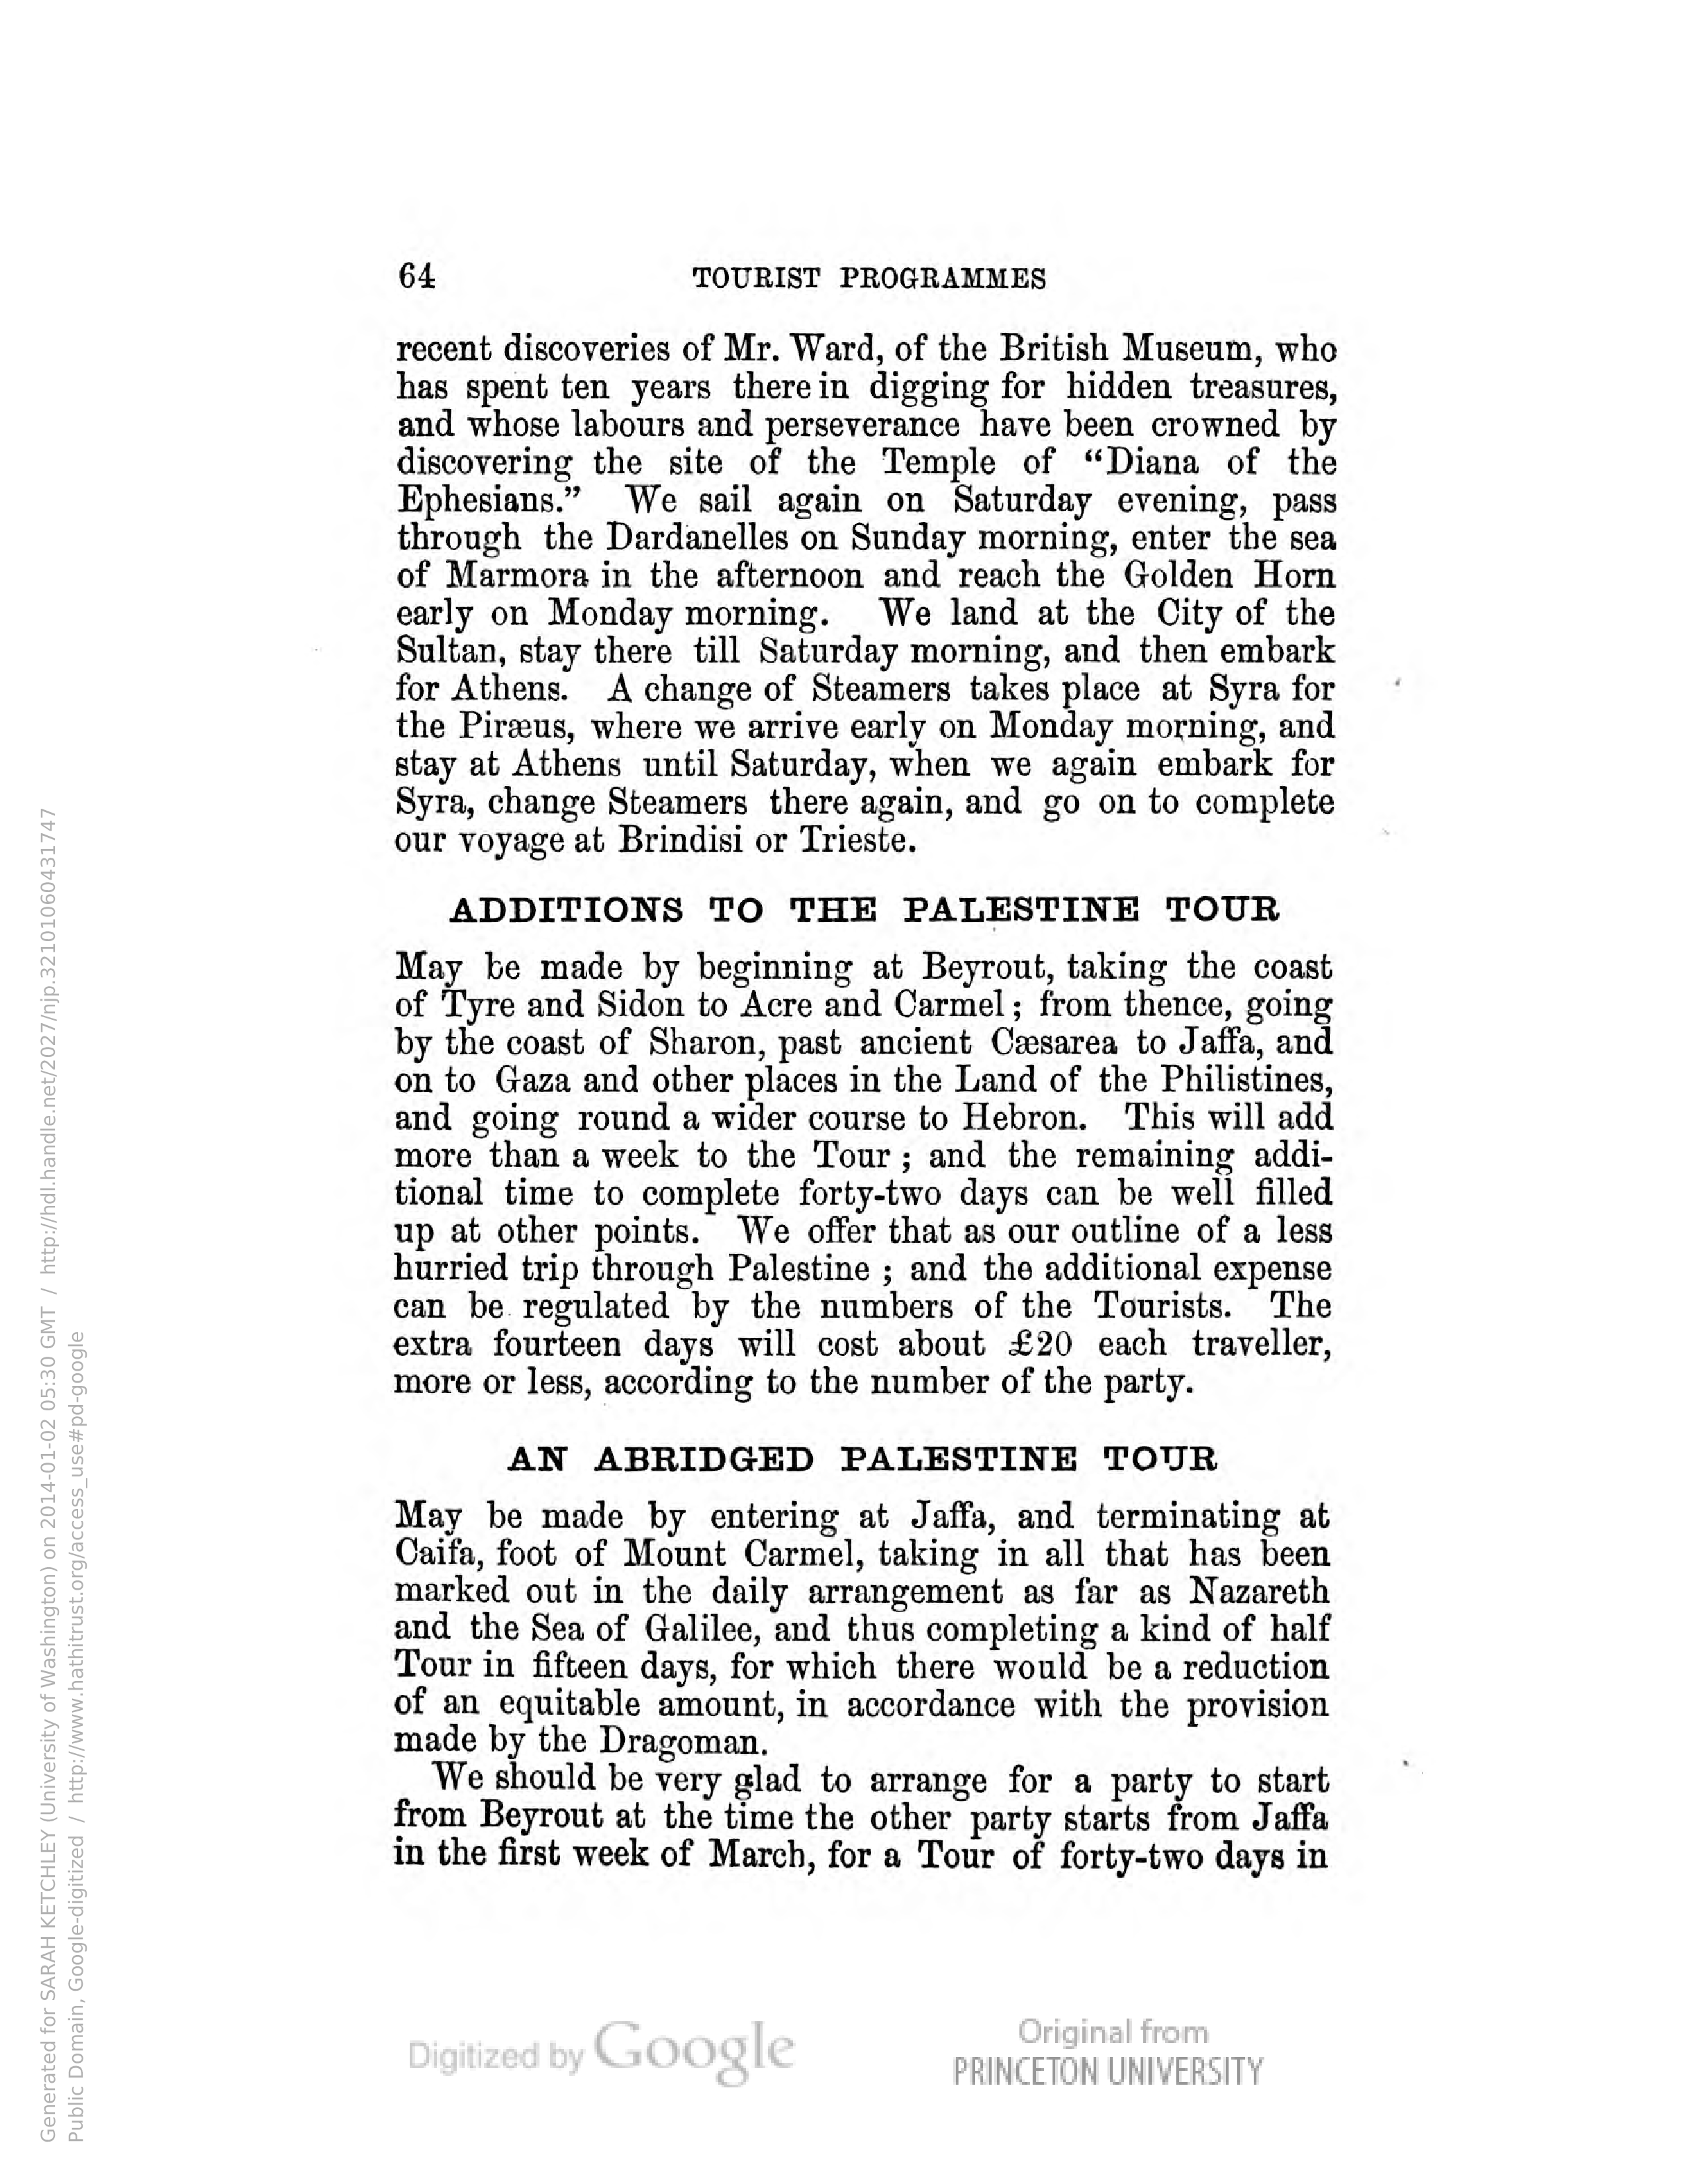 64 TOURIST PROGRAMMES
recent discoveries of Mr. Ward, of the British Museum, who
has spent ten years there in digging for hidden treasures,
and whose labours and perseverance have been crowned by
discovering the site of the Temple of “Diana of the
Ephesians.” We sail again on Saturday evening, pass
through the Dardanelles on Sunday morning, enter the sea
of Marmora in the afternoon and reach the Golden Horn
early on Monday morning. We land at the City of the
Sultan, stay there till Saturday morning, and then embark
for Athens. A change of Steamers takes place at Syra for
the Piræus, where we arrive early on Monday morning, and
stay at Athens until Saturday, when we again embark for
Syra, change Steamers there again, and go on to complete
our voyage at Brindisi or Trieste.
ADDITIONS TO THE PALESTINE TOUR
May be made by beginning at Beyrout, taking the coast
of Tyre and Sidon to Acre and Carmel ; from thence, going
by the coast of Sharon, past ancient Cæsarea to Jaffa, and
on to Gaza and other places in the Land of the Philistines,
and going round a wider course to Hebron. This will add
more than a week to the Tour ; and the remaining addi-
tional time to complete forty-two days can be well filled
up at other points. We offer that as our outline of a less
hurried trip through Palestine ; and the additional expense
can be regulated by the numbers of the Tourists. The
extra fourteen days will cost about £20 each traveller,
more or less, according to the number of the party.
AN ABRIDGED PALESTINE TOUR
May be made by entering at Jaffa, and terminating at
Caifa, foot of Mount Carmel, taking in all that has been
marked out in the daily arrangement as far as Nazareth
and the Sea of Galilee, and thus completing a kind of half
Tour in fifteen days, for which there would be a reduction
of an equitable amount, in accordance with the provision
made by the Dragoman.
We should be very glad to arrange for a party to start
from Beyrout at the time the other party starts from Jaffa
in the first week of March, for a Tour of forty-two days in
Digitized by Google
Original from
PRINCETON UNIVERSITY
Generated for SARAH KETCHLEY (University of Washington) on 2014-01-02 05:30 GMT / http://hdl.handle.net/2027/njp.32101060431747
Public Domain, Google-digitized / http://www.hathitrust.org/access_use#pd-google